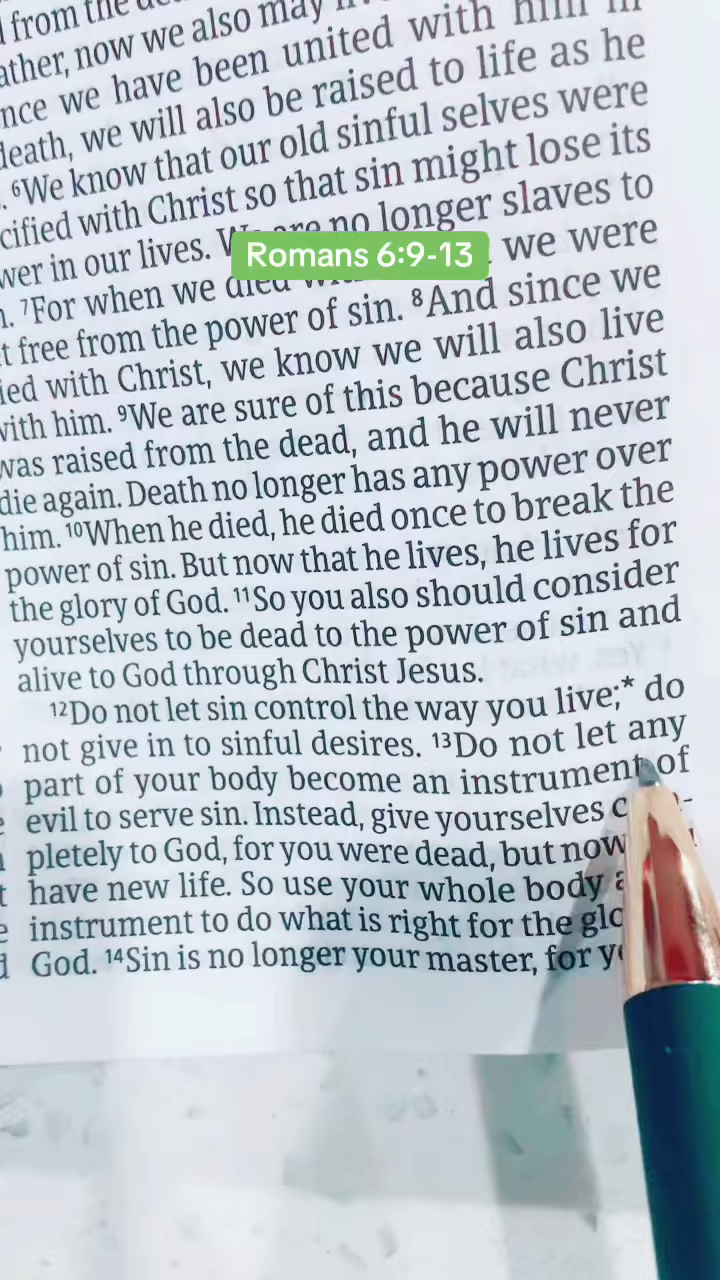 from the
ather, now we also may
nce we have been united with him in
death, we will also be raised to life as he
. ⁶We know that our old sinful selves were
cified with Christ so that sin might lose its
wer in our lives. We are no longer slaves to
n. ⁷For when we died with we were
t free from the power of sin. ⁸And since we
ied with Christ, we know we will also live
with him. ⁹We are sure of this because Christ
was raised from the dead, and he will never
die again. Death no longer has any power over
him. ¹⁰When he died, he died once to break the
power of sin. But now that he lives, he lives for
the glory of God. ¹¹So you also should consider
yourselves to be dead to the power of sin and
alive to God through Christ Jesus.
¹²Do not let sin control the way you live;* do
not give in to sinful desires. ¹³Do not let any
part of your body become an instrument of
evil to serve sin. Instead, give yourselves c-
pletely to God, for you were dead, but now
have new life. So use your whole body a
instrument to do what is right for the glo
God. ¹⁴Sin is no longer your master, for y
Romans 6:9-13